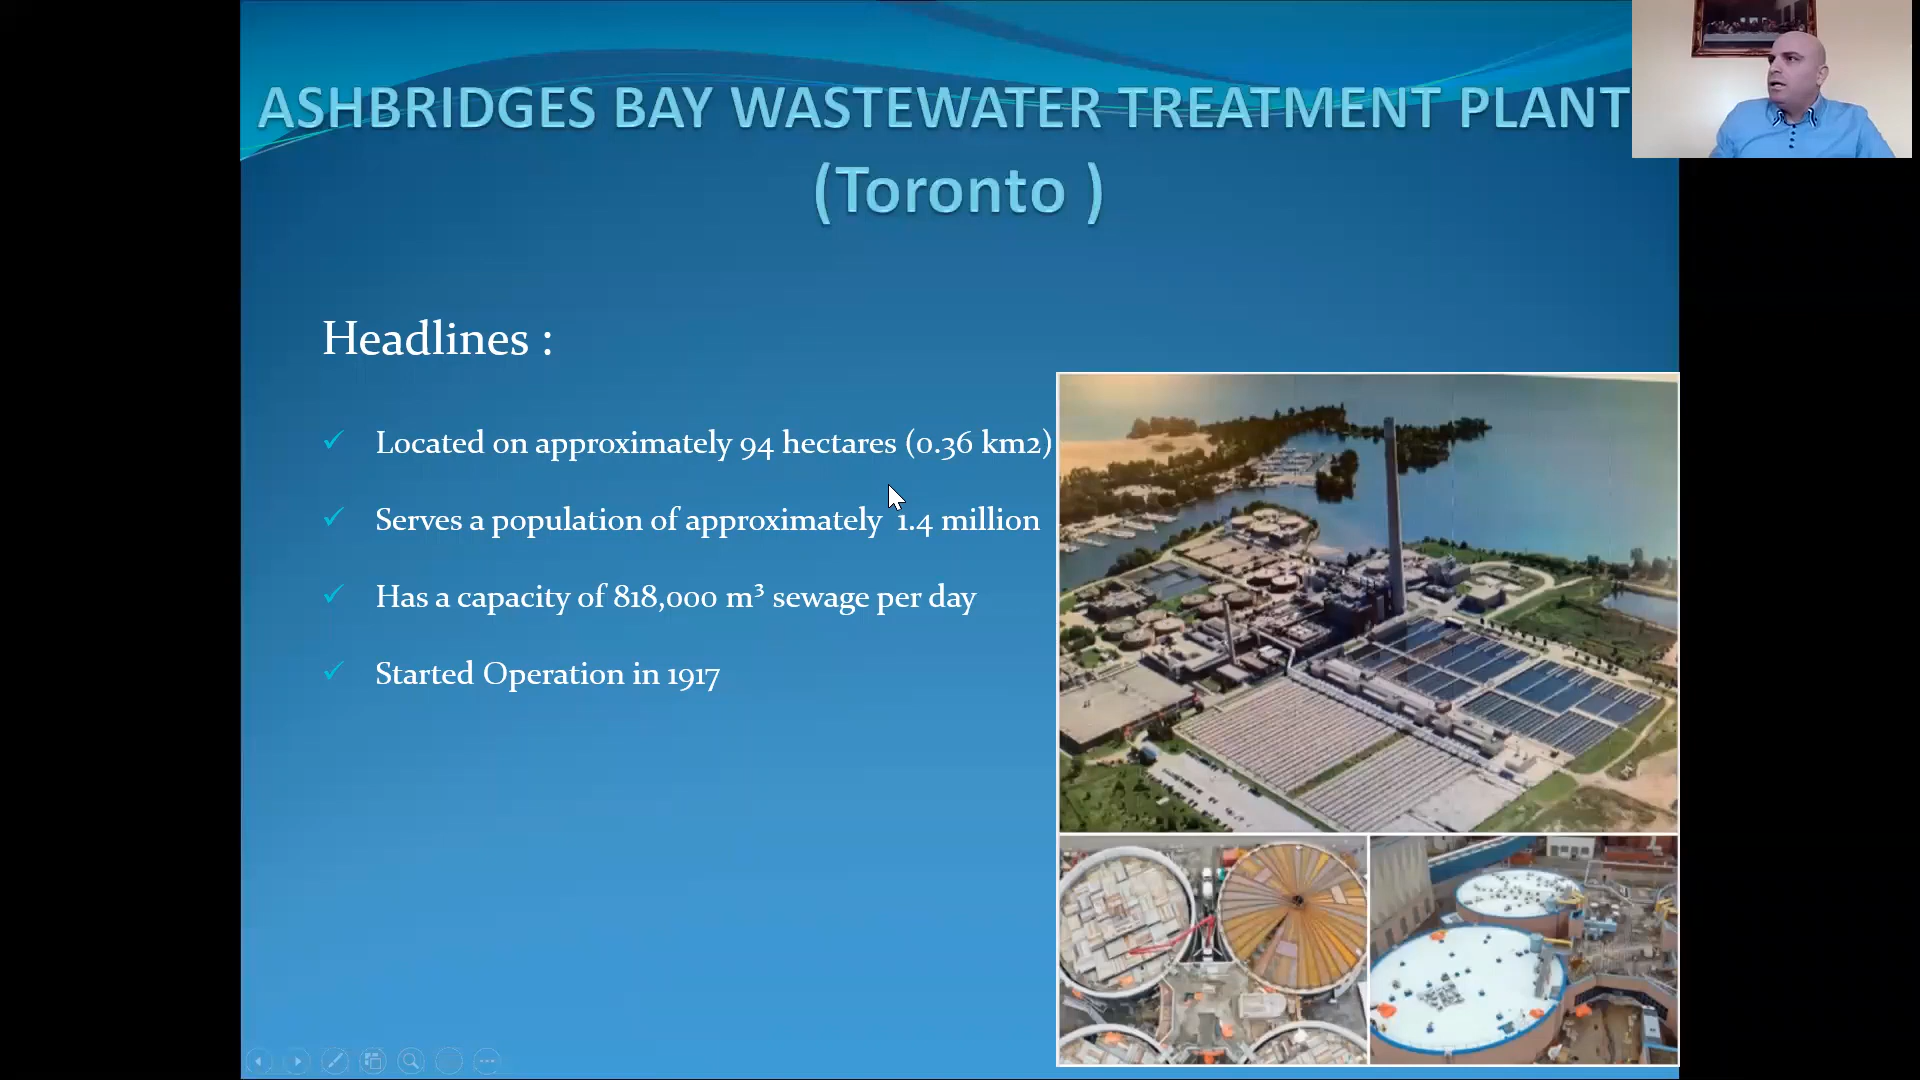 ASHBRIDGES BAY WASTEWATER TREATMENT PLANT
(Toronto )
Headlines :
Located on approximately 94 hectares (0.36 km2)
Serves a population of approximately 1.4 million
Has a capacity of 818,000 m³ sewage per day
Started Operation in 1917